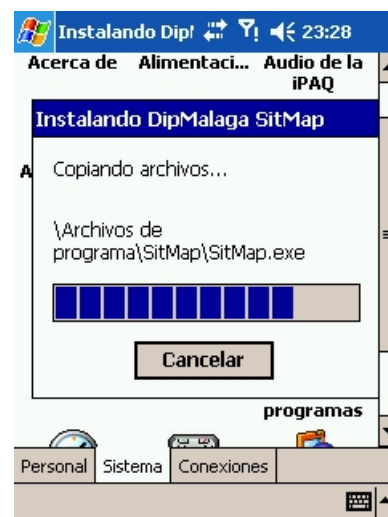 Instalando Dipl 23:28
Acerca de Alimentaci... Audio de la
iPAQ
Instalando DipMalaga SitMap
A
Copiando archivos...
\Archivos de
programa\SitMap\SitMap.exe
Cancelar
programas
Personal Sistema Conexiones